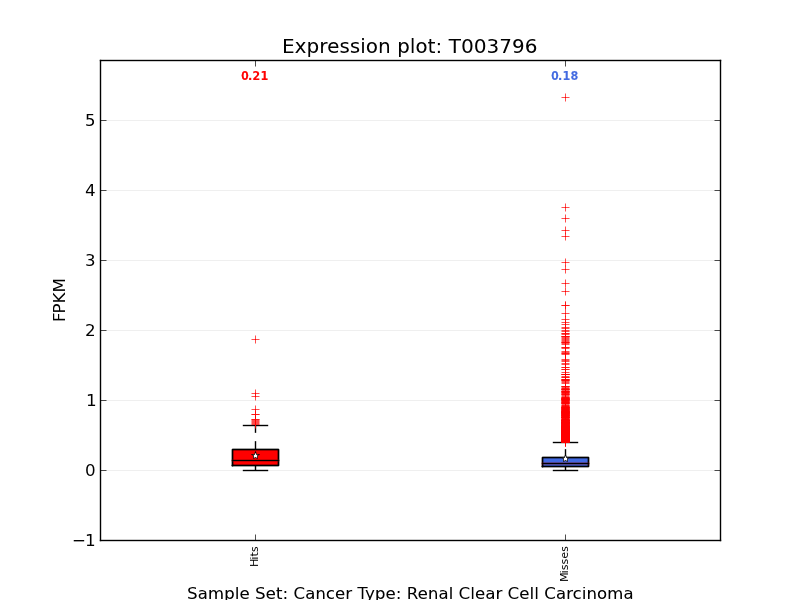 Expression plot: T003796
0.21
0.18
5
4
3
2
1
0
−1
FPKM
Hits
Misses
Sample Set: Cancer Type: Renal Clear Cell Carcinoma